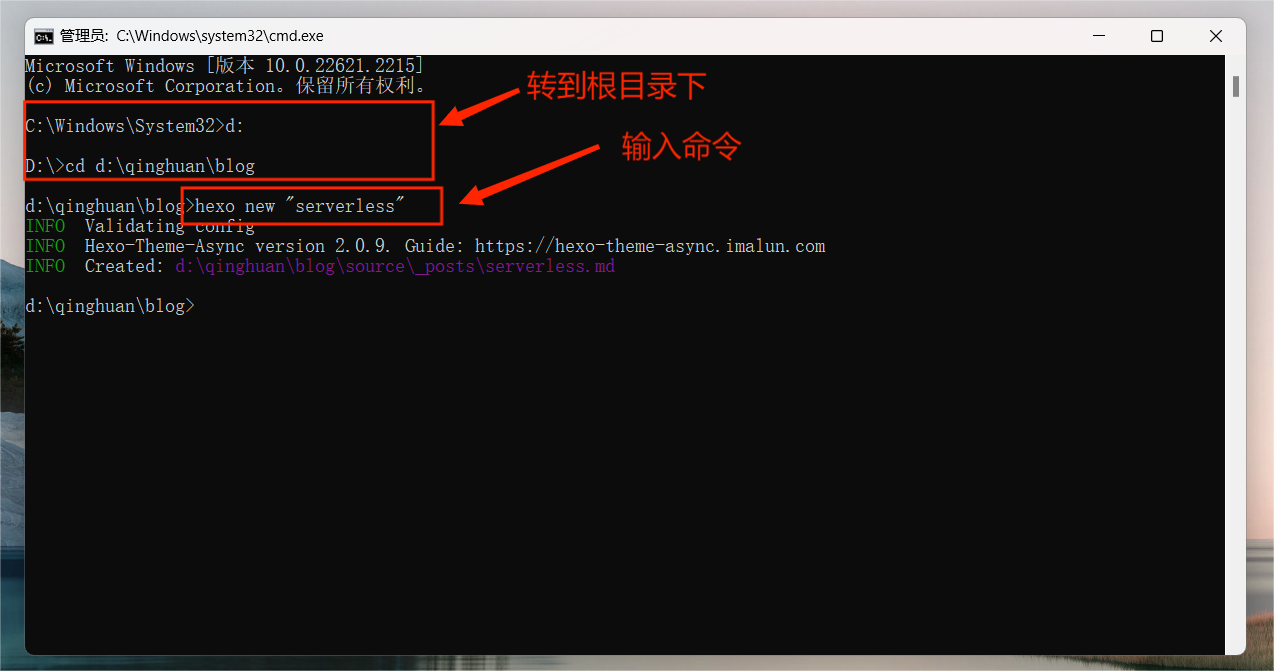 管理员: C:\Windows\system32\cmd.exe
Microsoft Windows [版本 10.0.22621.2215]
(c) Microsoft Corporation。保留所有权利。
转到根目录下
C:\Windows\System32>d:
输入命令
D:\>cd d:\qinghuan\blog
d:\qinghuan\blog>hexo new "serverless"
INFO  Validating config
INFO  Hexo-Theme-Async version 2.0.9. Guide: https://hexo-theme-async.imalun.com
INFO  Created: d:\qinghuan\blog\source\_posts\serverless.md
d:\qinghuan\blog>